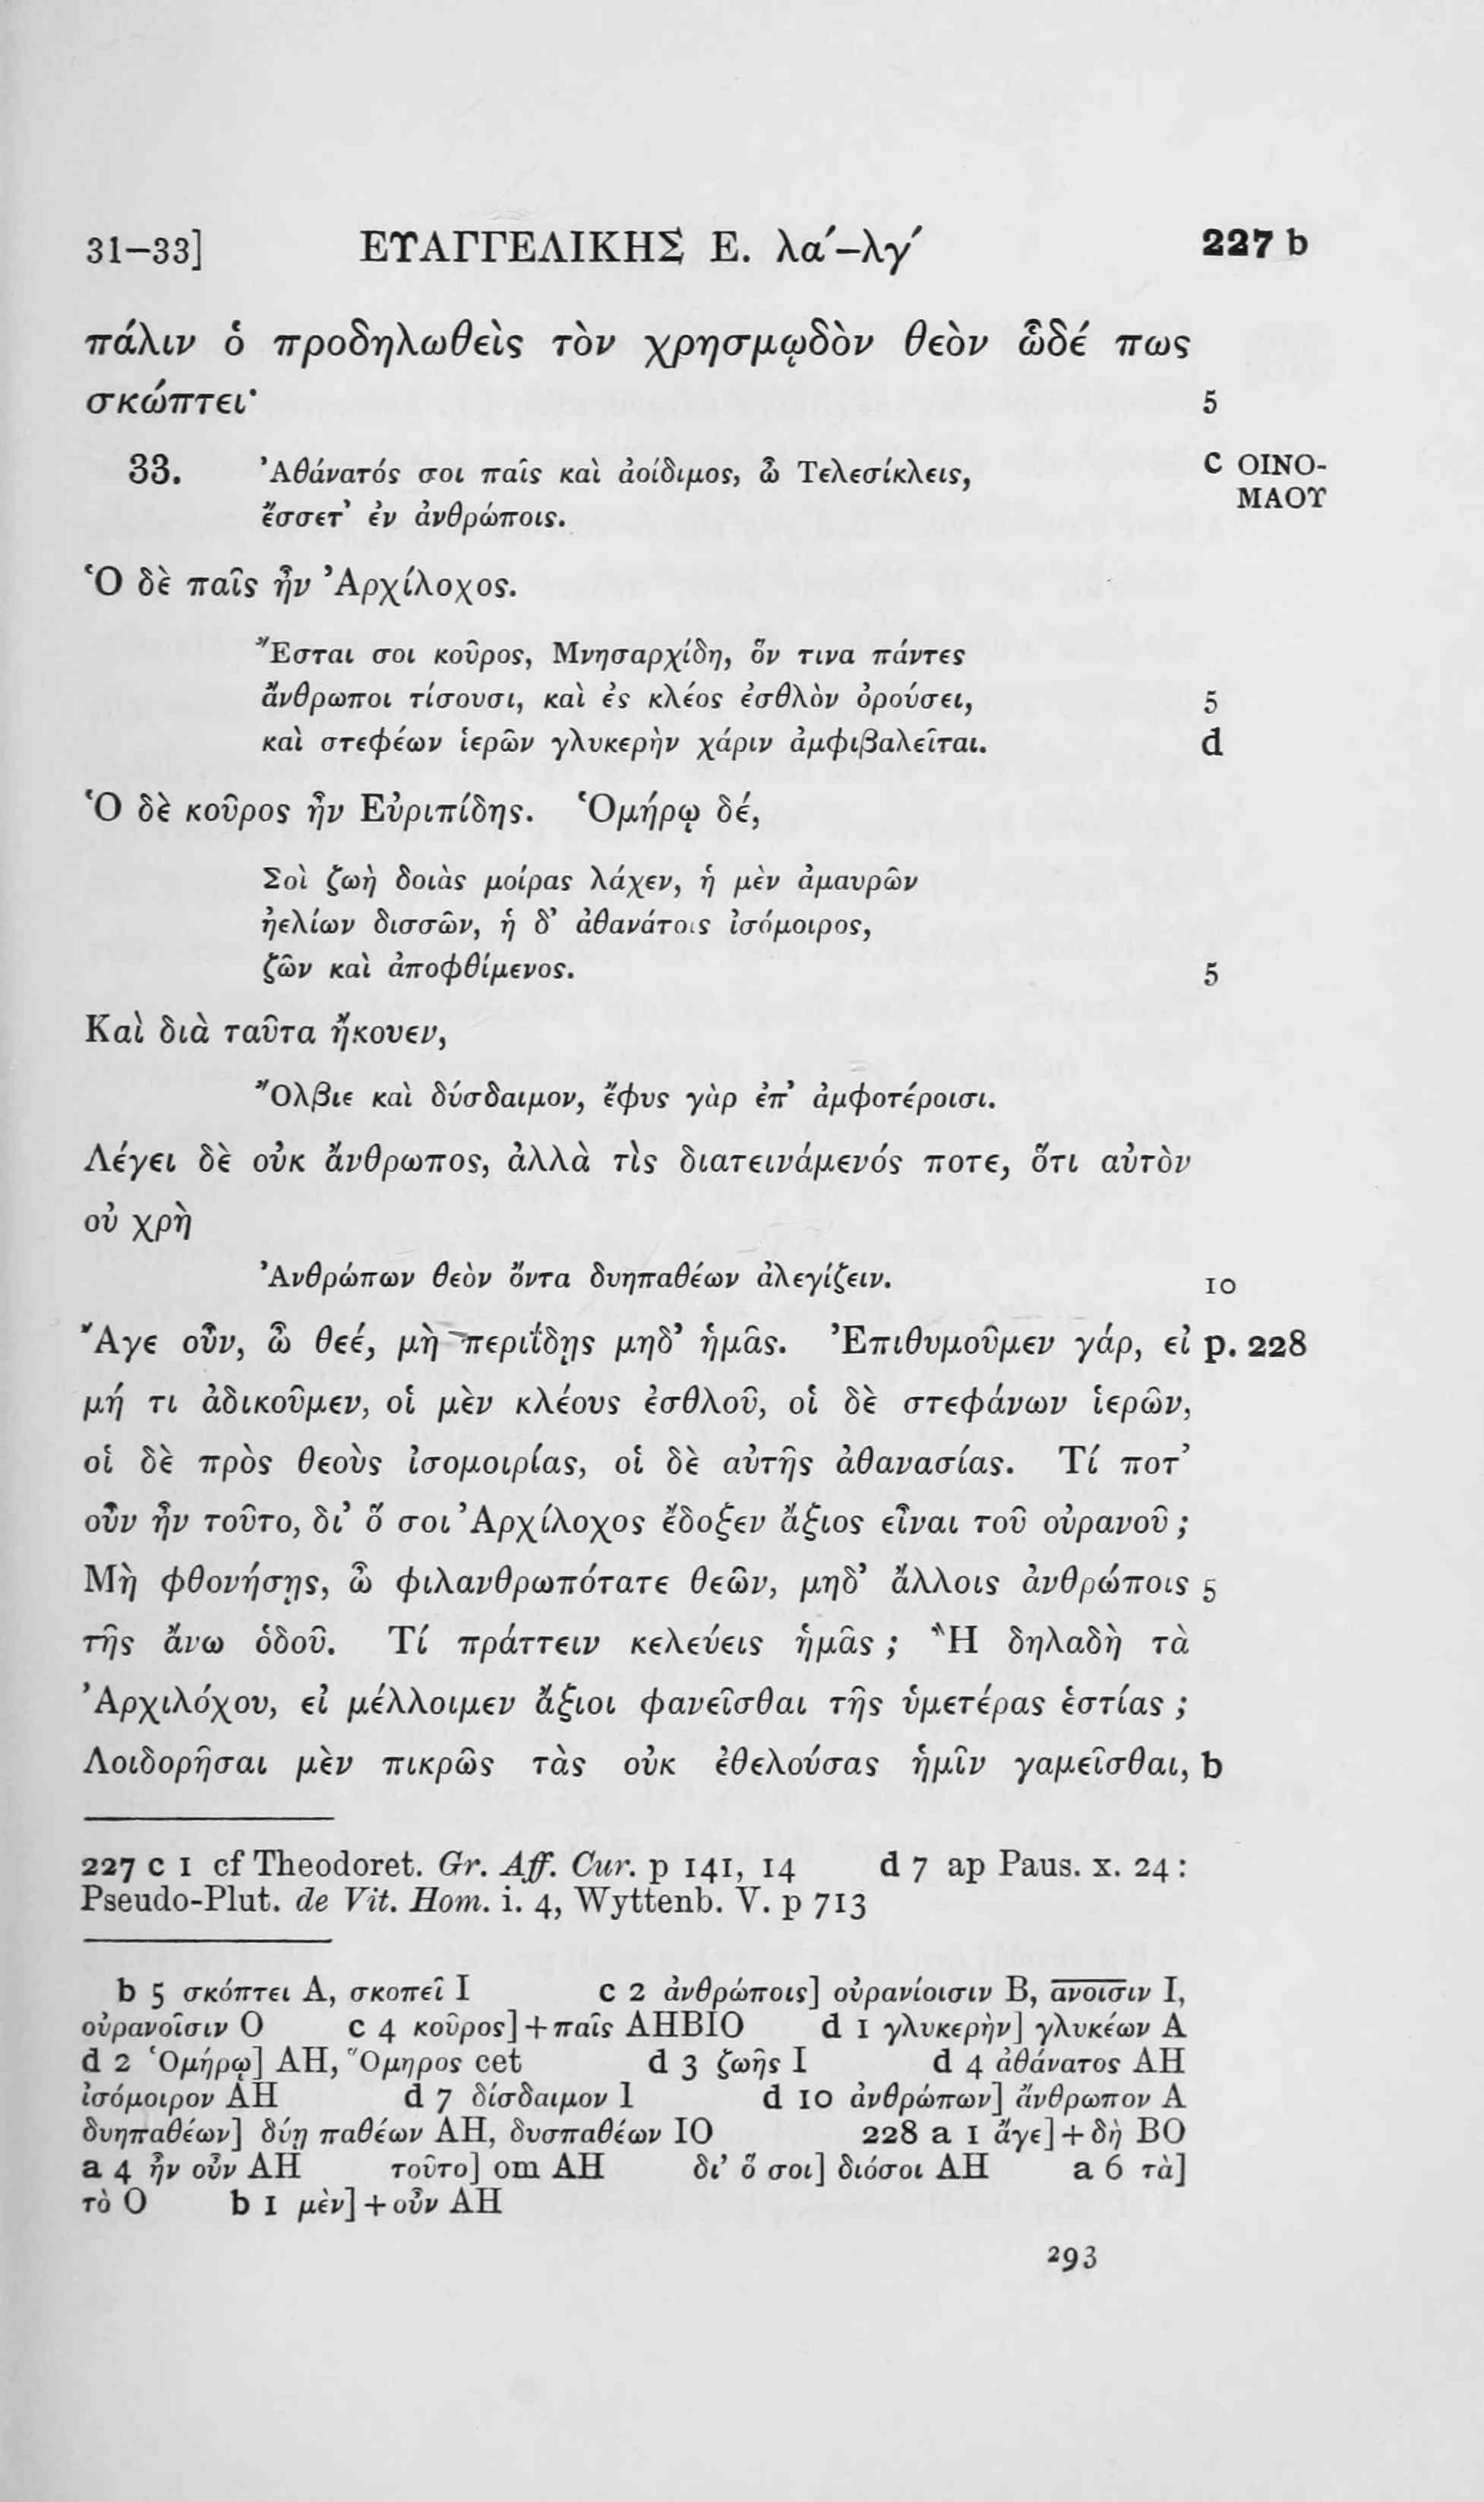 31–33] ΕΥΑΓΓΕΛΙΚΗΣ Ε. λα΄–λγ΄ 227 b
πάλιν ὁ προδηλωθεὶς τὸν χρησμῳδὸν θεὸν ὧδέ πως
σκώπτει· 5
33. Ἀθάνατός σοι παῖς καὶ ἀοίδιμος, ὦ Τελεσίκλεις, c ΟΙΝΟ-
ΜΑΟΥ
ἔσσετ’ ἐν ἀνθρώποις.
Ὁ δὲ παῖς ἦν Ἀρχίλοχος.
Ἔσται σοι κοῦρος, Μνησαρχίδη, ὅν τινα πάντες
ἄνθρωποι τίσουσι, καὶ ἐς κλέος ἐσθλὸν ὀρούσει, 5
καὶ στεφέων ἱερῶν γλυκερὴν χάριν ἀμφιβαλεῖται. d
Ὁ δὲ κοῦρος ἦν Εὐριπίδης. Ὁμήρῳ δέ,
Σοὶ ζωὴ δοιὰς μοίρας λάχεν, ἡ μὲν ἀμαυρῶν
ἠελίων δισσῶν, ἡ δ’ ἀθανάτοις ἰσόμοιρος,
ζῶν καὶ ἀποφθίμενος. 5
Καὶ διὰ ταῦτα ἤκουεν,
Ὄλβιε καὶ δύσδαιμον, ἔφυς γὰρ ἐπ’ ἀμφοτέροισι.
Λέγει δὲ οὐκ ἄνθρωπος, ἀλλὰ τὶς διατεινάμενός ποτε, ὅτι αὐτὸν
οὐ χρὴ
Ἀνθρώπων θεὸν ὄντα δυηπαθέων ἀλεγίζειν. 10
Ἄγε οὖν, ὦ θεέ, μὴ περιΐδῃς μηδ’ ἡμᾶς. Ἐπιθυμοῦμεν γάρ, εἰ p. 228
μή τι ἀδικοῦμεν, οἱ μὲν κλέους ἐσθλοῦ, οἱ δὲ στεφάνων ἱερῶν,
οἱ δὲ πρὸς θεοὺς ἰσομοιρίας, οἱ δὲ αὐτῆς ἀθανασίας. Τί ποτ’
οὖν ἦν τοῦτο, δι’ ὅ σοι Ἀρχίλοχος ἔδοξεν ἄξιος εἶναι τοῦ οὐρανοῦ ;
Μὴ φθονήσῃς, ὦ φιλανθρωπότατε θεῶν, μηδ’ ἄλλοις ἀνθρώποις 5
τῆς ἄνω ὁδοῦ. Τί πράττειν κελεύεις ἡμᾶς ; Ἢ δηλαδὴ τὰ
Ἀρχιλόχου, εἰ μέλλοιμεν ἄξιοι φανεῖσθαι τῆς ὑμετέρας ἑστίας ;
Λοιδορῆσαι μὲν πικρῶς τὰς οὐκ ἐθελούσας ἡμῖν γαμεῖσθαι, b
227 c 1 cf Theodoret. Gr. Aff. Cur. p 141, 14 d 7 ap Paus. x. 24 :
Pseudo-Plut. de Vit. Hom. i. 4, Wyttenb. V. p 713
b 5 σκόπτει A, σκοπεῖ I c 2 ἀνθρώποις] οὐρανίοισιν B, ανοισιν I,
οὐρανοῖσιν O c 4 κοῦρος]+παῖς AHBIO d 1 γλυκερὴν] γλυκέων A
d 2 Ὁμήρῳ] AH, Ὅμηρος cet d 3 ζωῆς I d 4 ἀθάνατος AH
ἰσόμοιρον AH d 7 δίσδαιμον I d 10 ἀνθρώπων] ἄνθρωπον A
δυηπαθέων] δύῃ παθέων AH, δυσπαθέων IO 228 a 1 ἄγε]+δὴ BO
a 4 ἦν οὖν AH τοῦτο] om AH δι’ ὅ σοι] διόσοι AH a 6 τὰ]
τὸ O b 1 μὲν]+οὖν AH
293